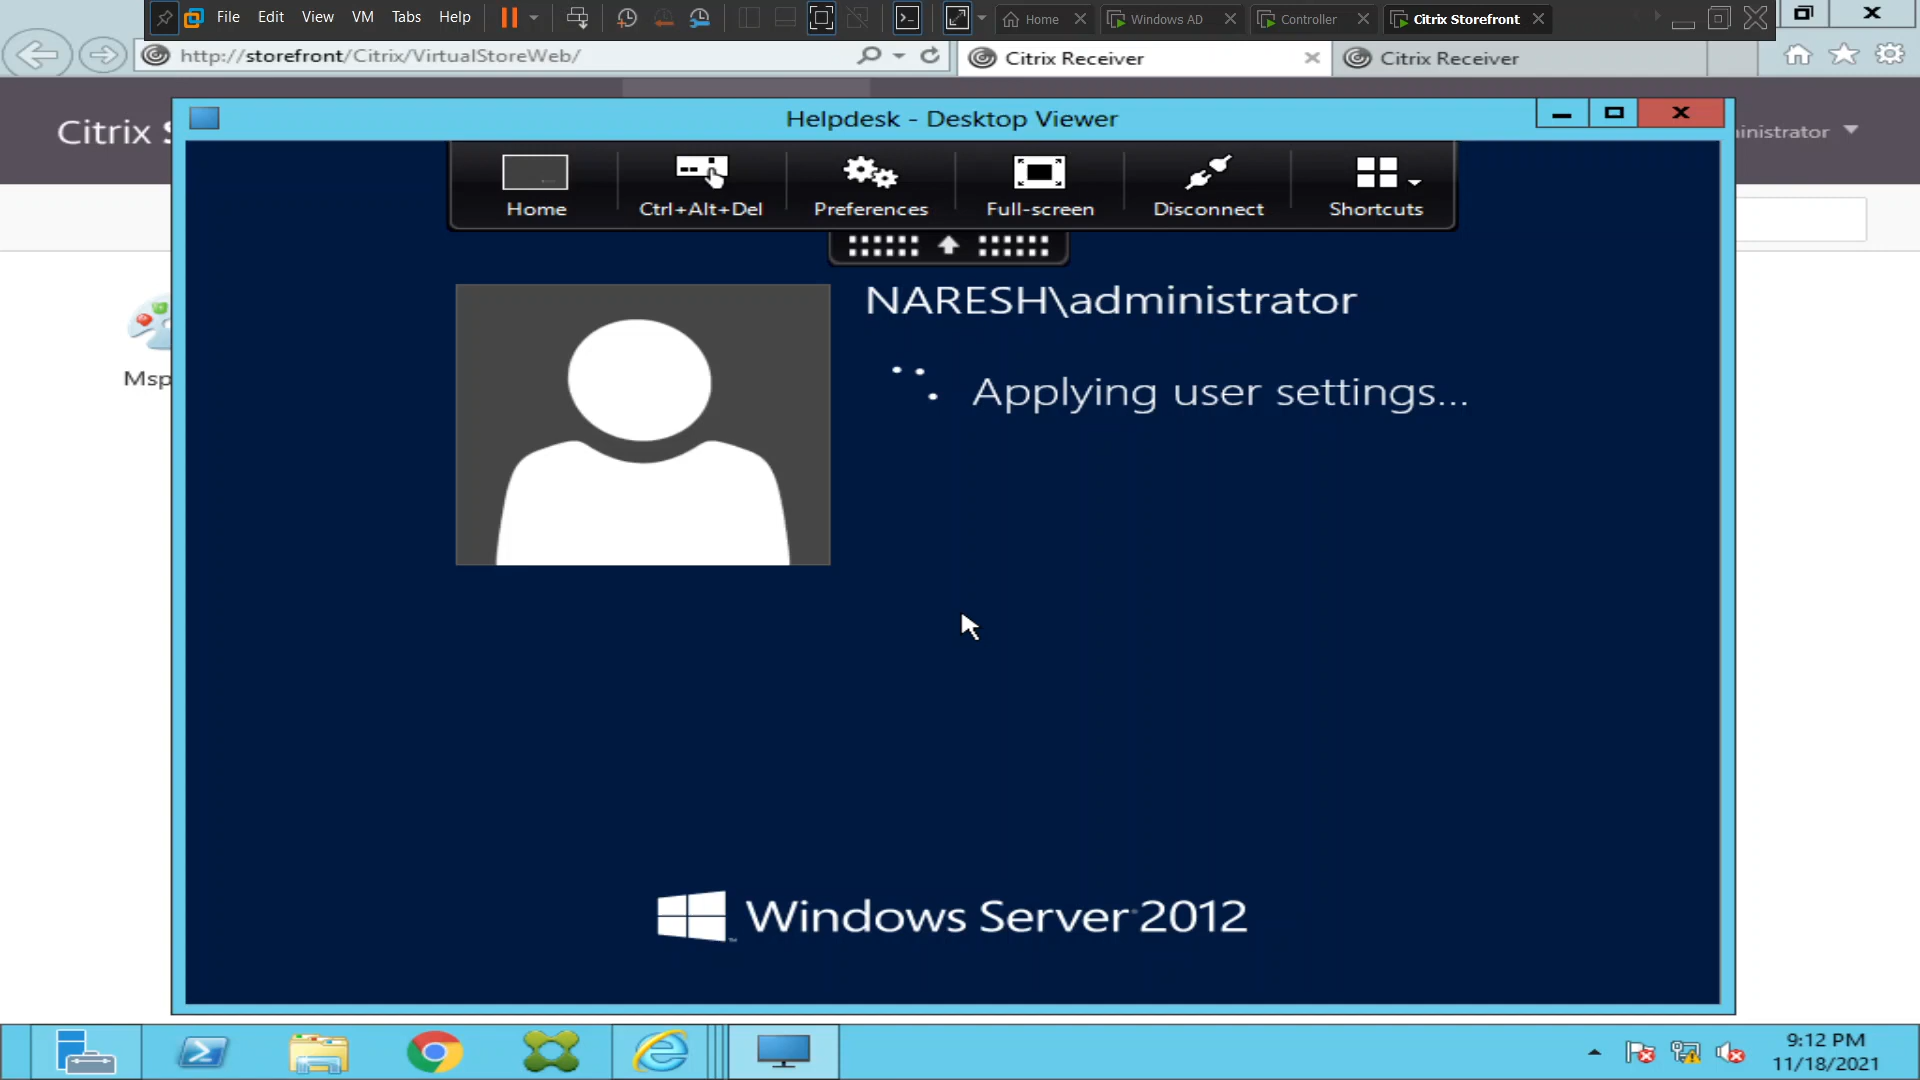 File Edit View VM Tabs Help Home Windows AD Controller Citrix Storefront
http://storefront/Citrix/VirtualStoreWeb/ Citrix Receiver Citrix Receiver
Citrix
inistrator
Helpdesk - Desktop Viewer
Home Ctrl+Alt+Del Preferences Full-screen Disconnect Shortcuts
NARESH\administrator
Applying user settings...
Msp
Windows Server 2012
9:12 PM
11/18/2021